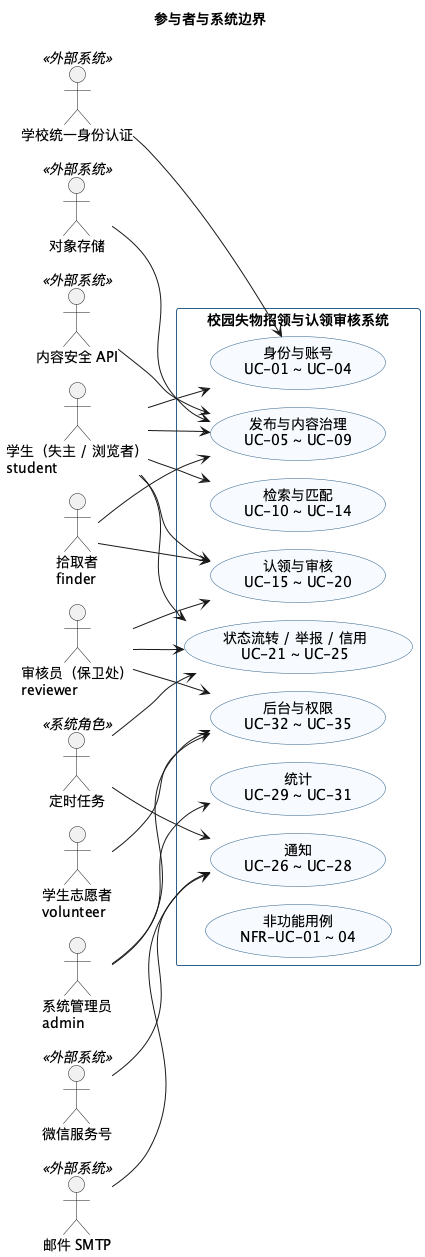 参与者与系统边界
«外部系统»
学校统一身份认证
«外部系统»
对象存储
«外部系统»
内容安全 API
学生（失主 / 浏览者）
student
拾取者
finder
审核员（保卫处）
reviewer
«系统角色»
定时任务
学生志愿者
volunteer
系统管理员
admin
«外部系统»
微信服务号
«外部系统»
邮件 SMTP
校园失物招领与认领审核系统
身份与账号
UC-01 ~ UC-04
发布与内容治理
UC-05 ~ UC-09
检索与匹配
UC-10 ~ UC-14
认领与审核
UC-15 ~ UC-20
状态流转 / 举报 / 信用
UC-21 ~ UC-25
后台与权限
UC-32 ~ UC-35
统计
UC-29 ~ UC-31
通知
UC-26 ~ UC-28
非功能用例
NFR-UC-01 ~ 04